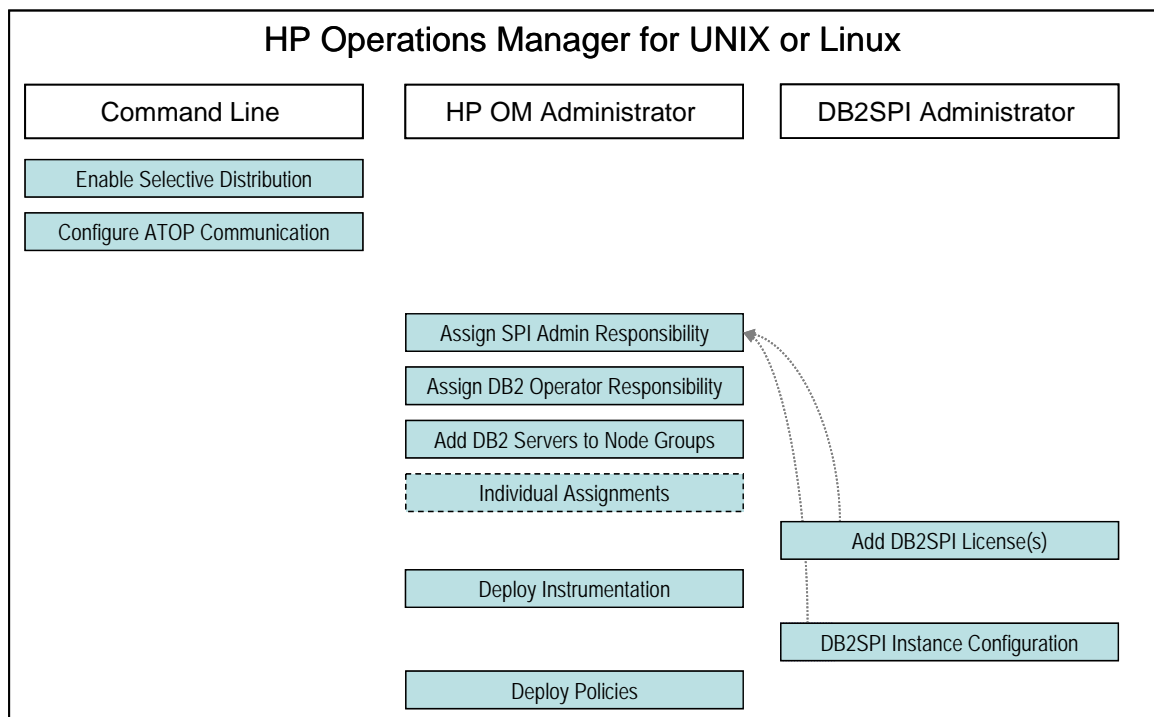 HP Operations Manager for UNIX or Linux
Command Line
HP OM Administrator
DB2SPI Administrator
Enable Selective Distribution
Configure ATOP Communication
Assign SPI Admin Responsibility
Assign DB2 Operator Responsibility
Add DB2 Servers to Node Groups
Individual Assignments
Add DB2SPI License(s)
Deploy Instrumentation
DB2SPI Instance Configuration
Deploy Policies